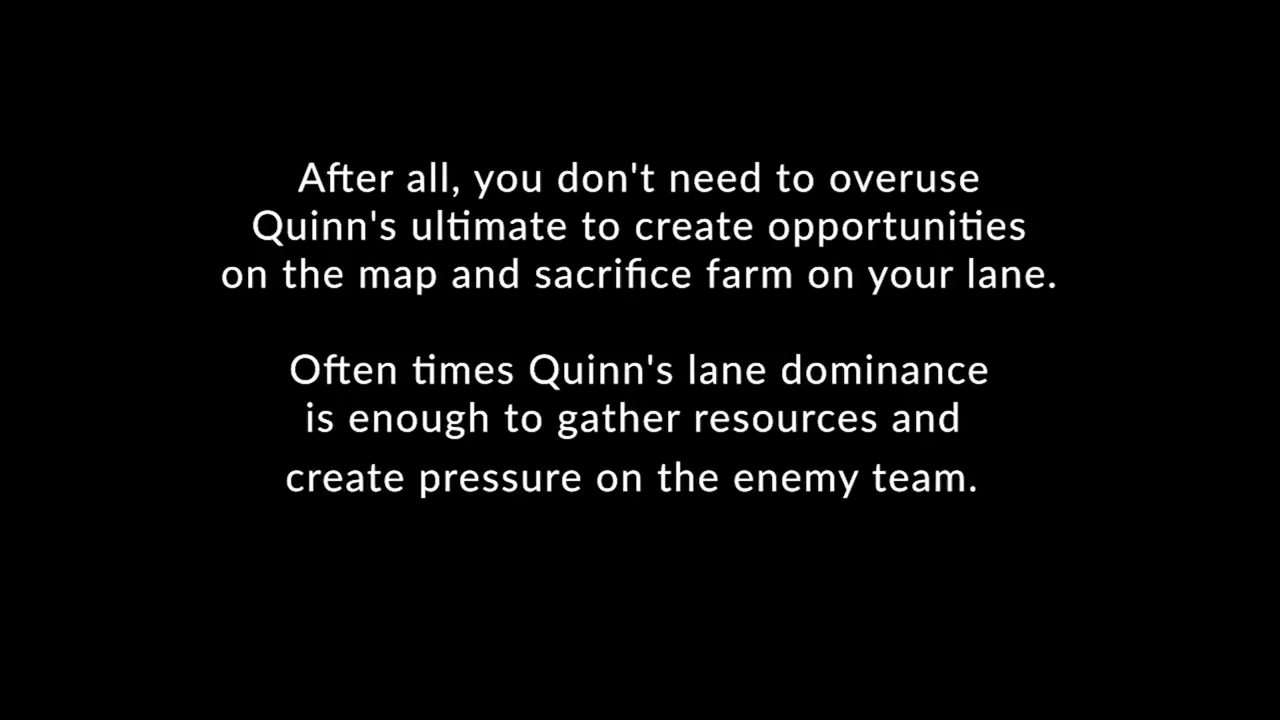 After all, you don't need to overuse
Quinn's ultimate to create opportunities
on the map and sacrifice farm on your lane.
Often times Quinn's lane dominance
is enough to gather resources and
create pressure on the enemy team.